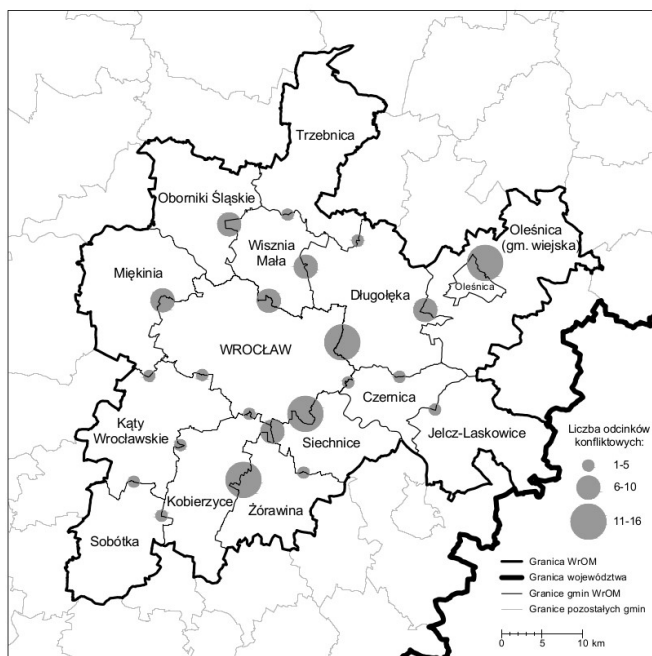 Trzebnica
Oborniki Śląskie
Oleśnica
(gm. wiejska)
Wisznia
Mała
Miękinia
Oleśnica
Długołęka
WROCŁAW
Czernica
Kąty
Wrocławskie
Siechnice
Jelcz-Laskowice
Kobierzyce
Żórawina
Sobótka
Liczba odcinków
konfliktowych:
1-5
6-10
11-16
Granica WrOM
Granica województwa
Granice gmin WrOM
Granice pozostałych gmin
0 5 10 km